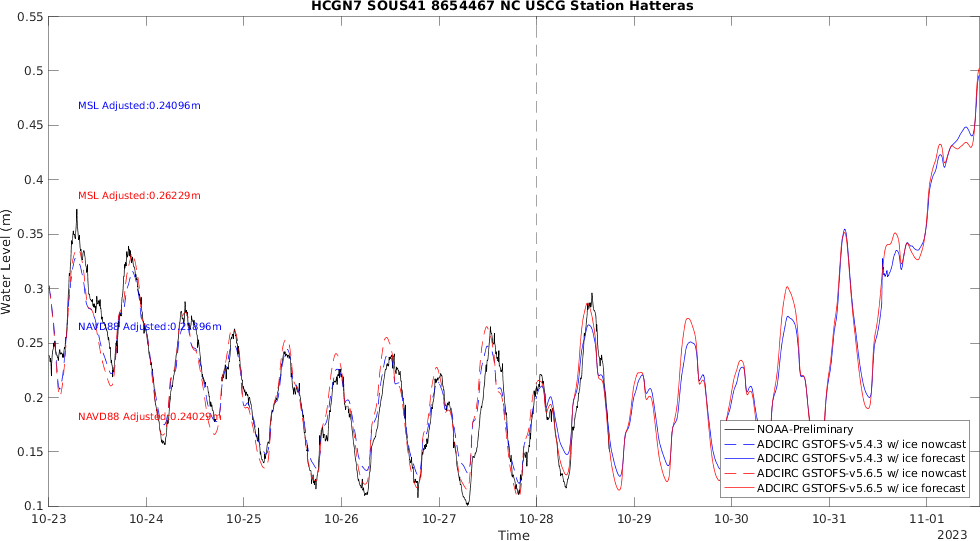 HCGN7 SOUS41 8654467 NC USCG Station Hatteras
0.55
0.5
0.45
0.4
0.35
0.3
0.25
0.2
0.15
0.1
Water Level (m)
MSL Adjusted:0.24096m
MSL Adjusted:0.26229m
NAVD88 Adjusted:0.21896m
NAVD88 Adjusted:0.24029m
NOAA-Preliminary
ADCIRC GSTOFS-v5.4.3 w/ ice nowcast
ADCIRC GSTOFS-v5.4.3 w/ ice forecast
ADCIRC GSTOFS-v5.6.5 w/ ice nowcast
ADCIRC GSTOFS-v5.6.5 w/ ice forecast
10-23 10-24 10-25 10-26 10-27 10-28 10-29 10-30 10-31 11-01
Time
2023